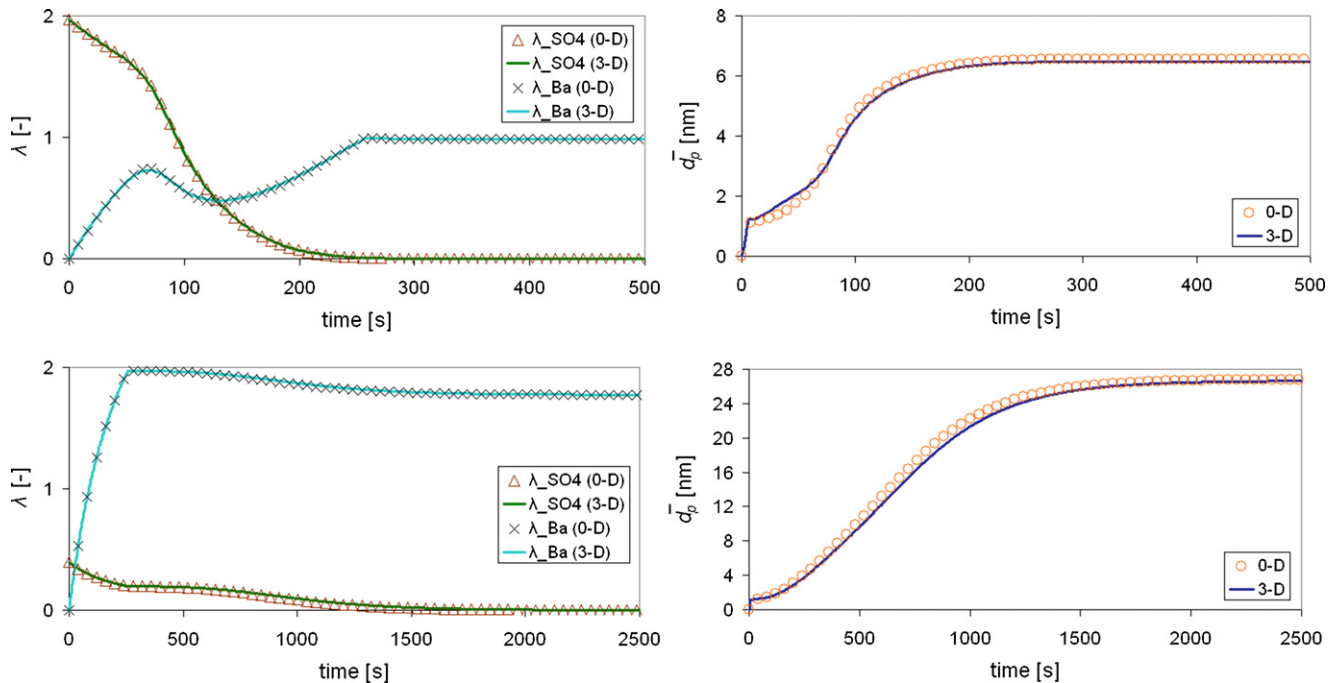 2
1
0
λ [-]
λ_SO4 (0-D)
λ_SO4 (3-D)
λ_Ba (0-D)
λ_Ba (3-D)
0 100 200 300 400 500
time [s]
8
6
4
2
0
d̄p [nm]
0-D
3-D
0 100 200 300 400 500
time [s]
2
1
0
λ [-]
λ_SO4 (0-D)
λ_SO4 (3-D)
λ_Ba (0-D)
λ_Ba (3-D)
0 500 1000 1500 2000 2500
time [s]
28
24
20
16
12
8
4
0
d̄p [nm]
0-D
3-D
0 500 1000 1500 2000 2500
time [s]